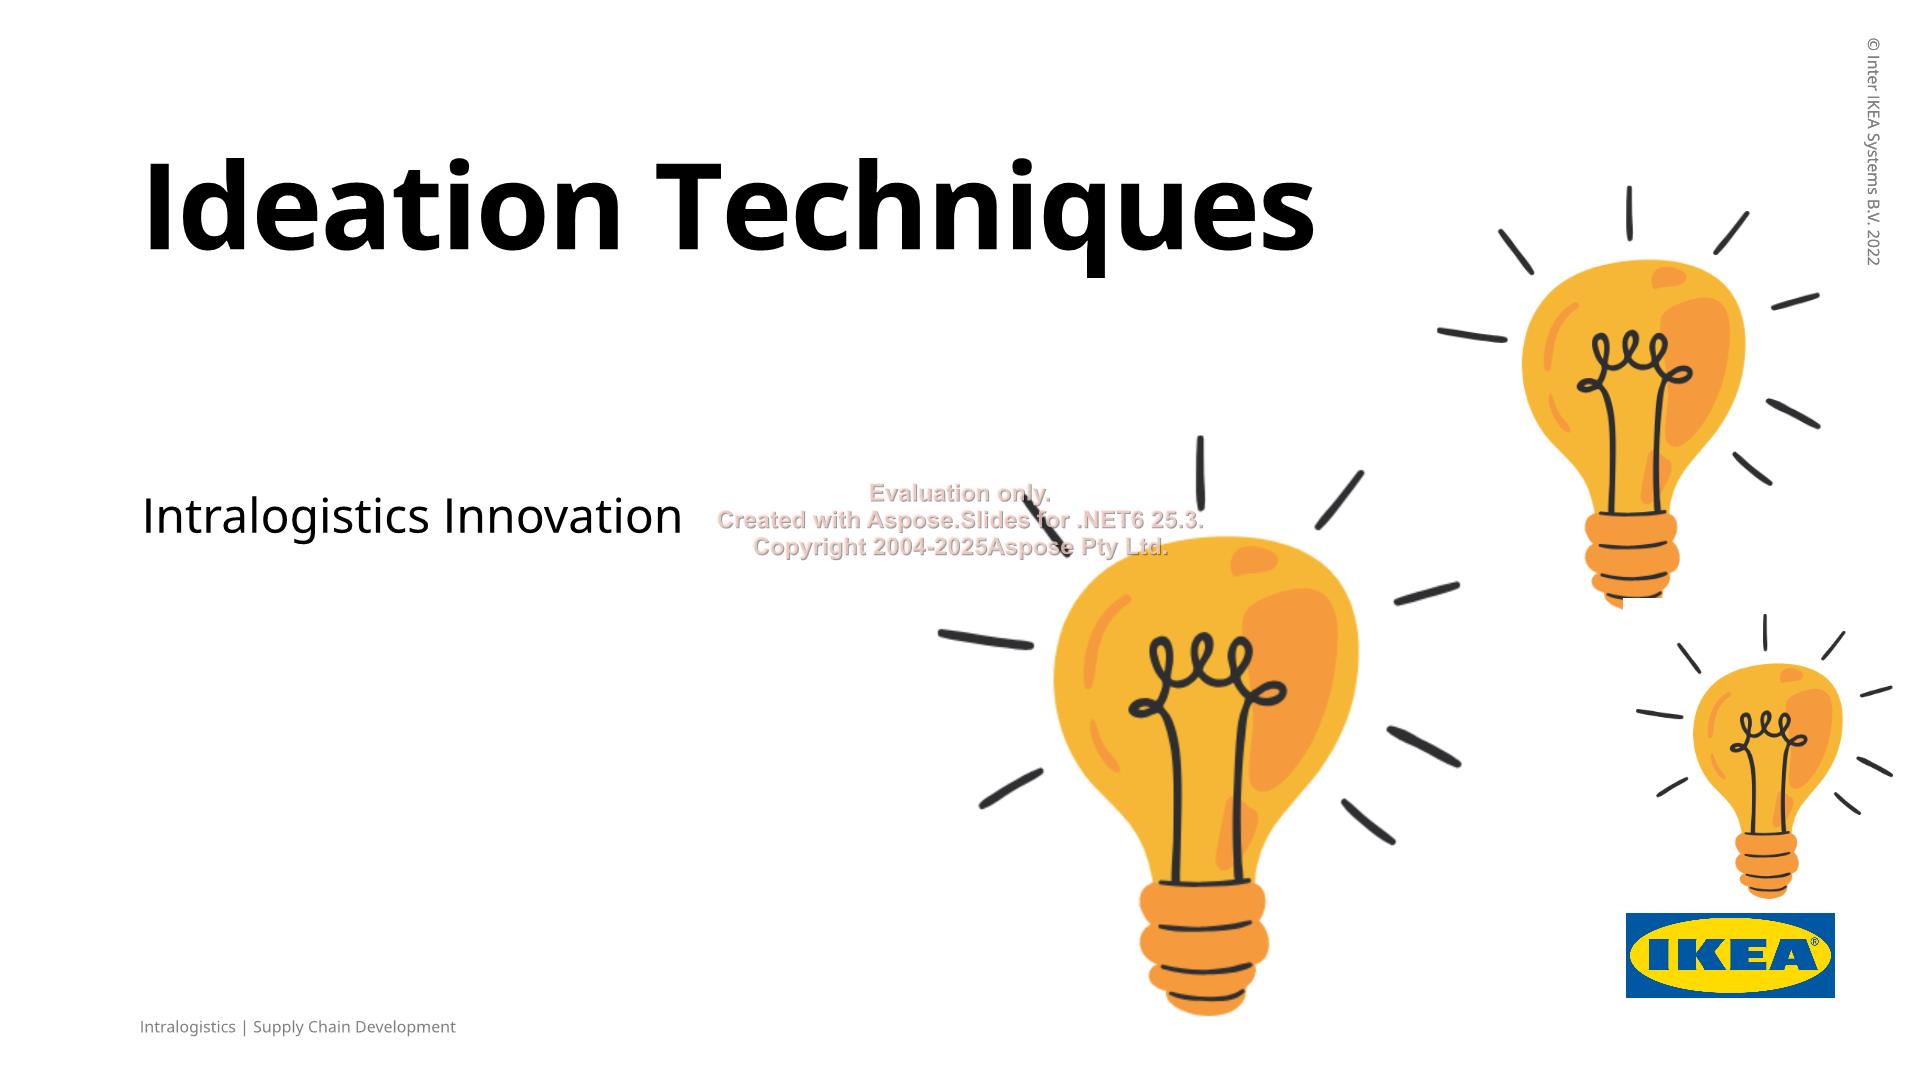 © Inter IKEA Systems B.V. 2022
Ideation Techniques
Intralogistics Innovation
Evaluation only.
Created with Aspose.Slides for .NET6 25.3.
Copyright 2004-2025Aspose Pty Ltd.
IKEA®
Intralogistics | Supply Chain Development